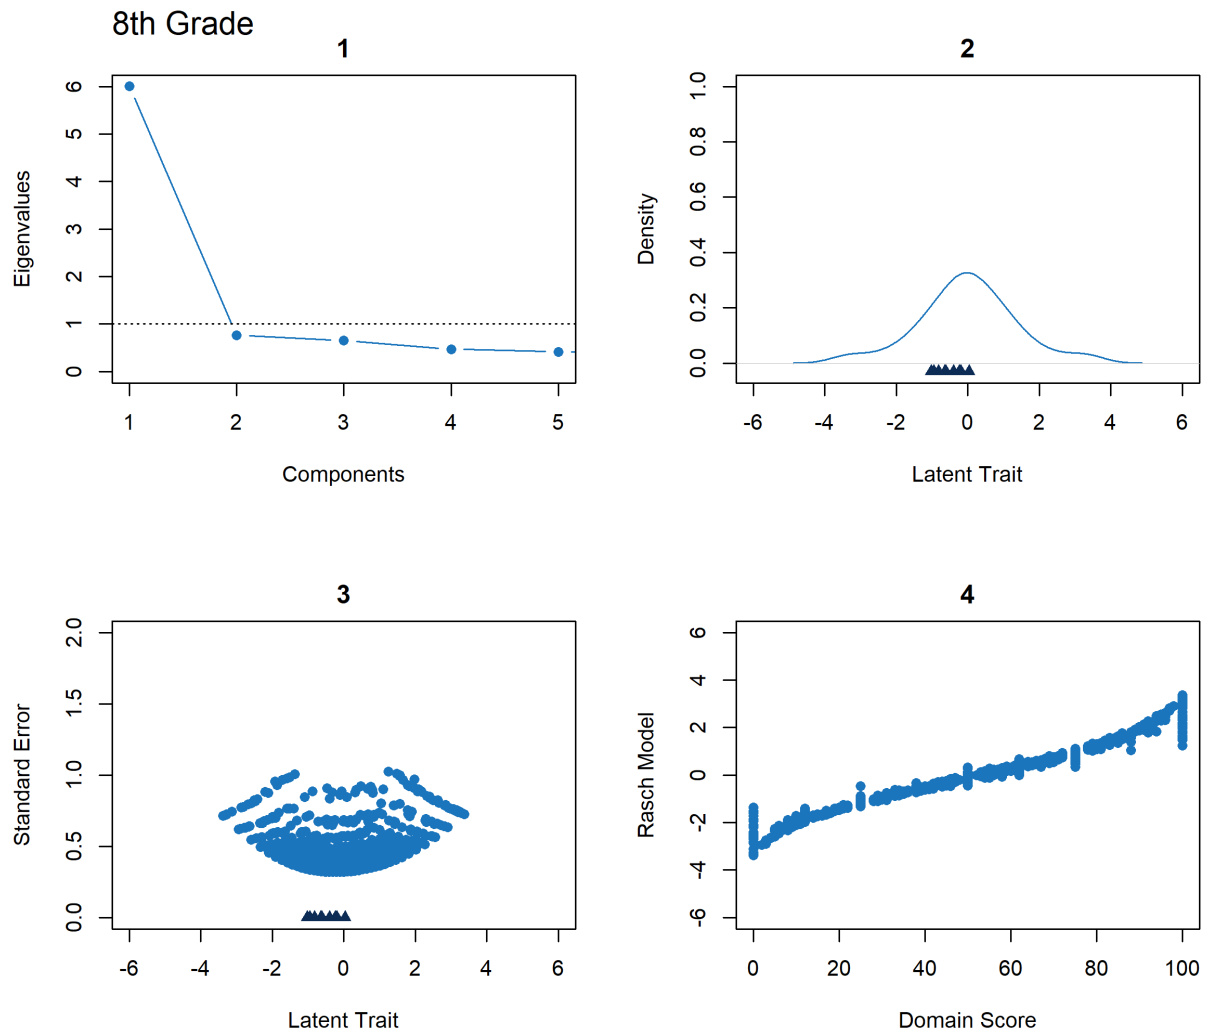 8th Grade
1
Eigenvalues
6
5
4
3
2
1
0
1 2 3 4 5
Components
2
Density
1.0
0.8
0.6
0.4
0.2
0.0
-6 -4 -2 0 2 4 6
Latent Trait
3
Standard Error
2.0
1.5
1.0
0.5
0.0
-6 -4 -2 0 2 4 6
Latent Trait
4
Rasch Model
6
4
2
0
-2
-4
-6
0 20 40 60 80 100
Domain Score